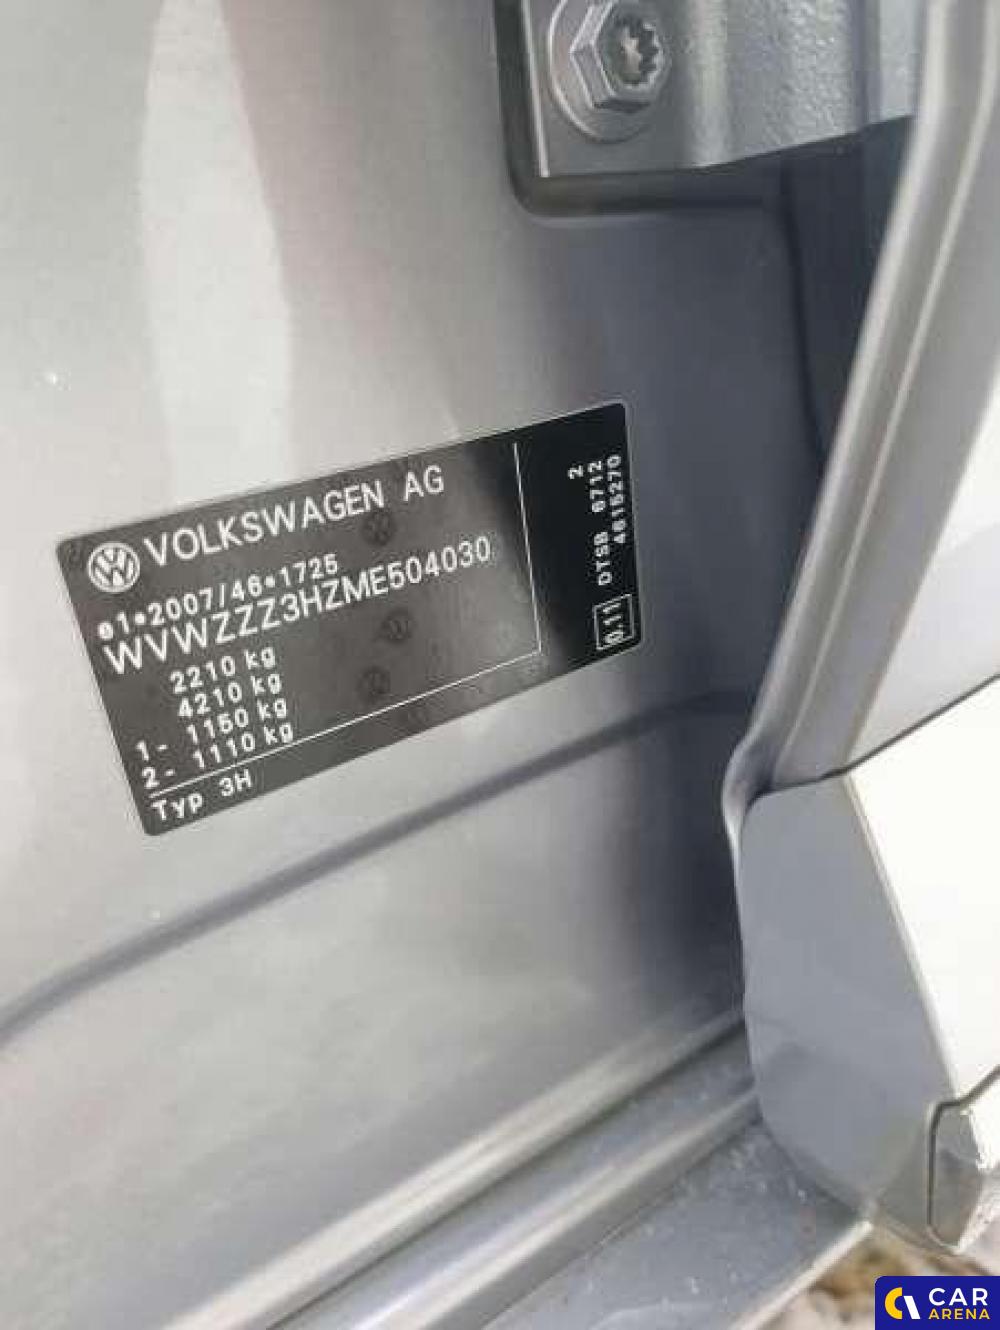 VOLKSWAGEN AG
e1*2007/46*1725
WVWZZZ3HZME504030
2210 kg
4210 kg
1- 1150 kg
2- 1110 kg
Typ 3H
2
DTSB 6712
4615270
0.11
CAR
ARENA